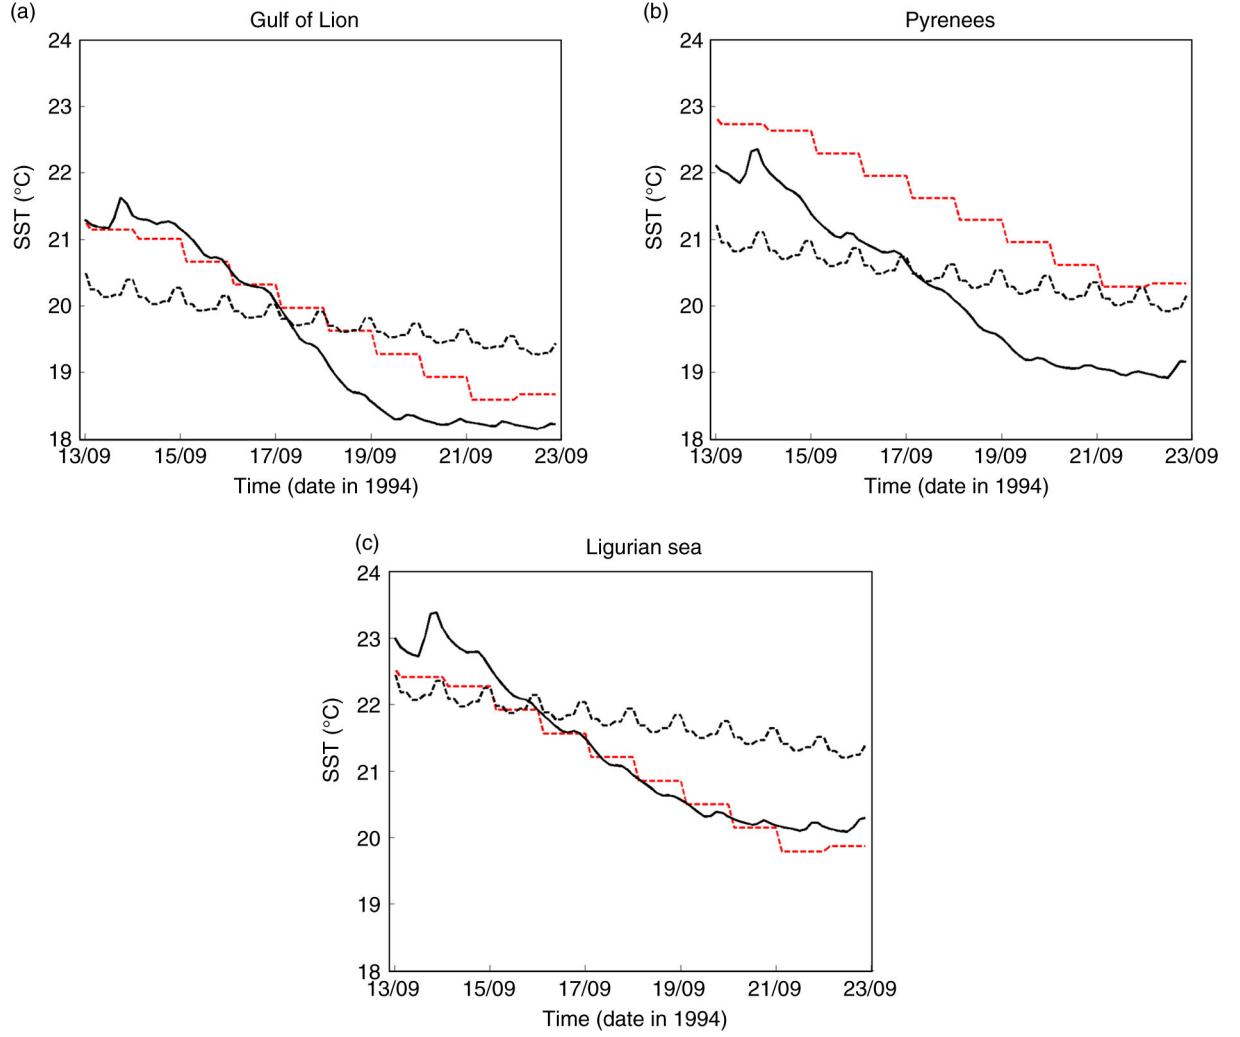 (a)
Gulf of Lion
24
23
22
21
20
19
18
SST (°C)
13/09 15/09 17/09 19/09 21/09 23/09
Time (date in 1994)
(b)
Pyrenees
24
23
22
21
20
19
18
SST (°C)
13/09 15/09 17/09 19/09 21/09 23/09
Time (date in 1994)
(c)
Ligurian sea
24
23
22
21
20
19
18
SST (°C)
13/09 15/09 17/09 19/09 21/09 23/09
Time (date in 1994)